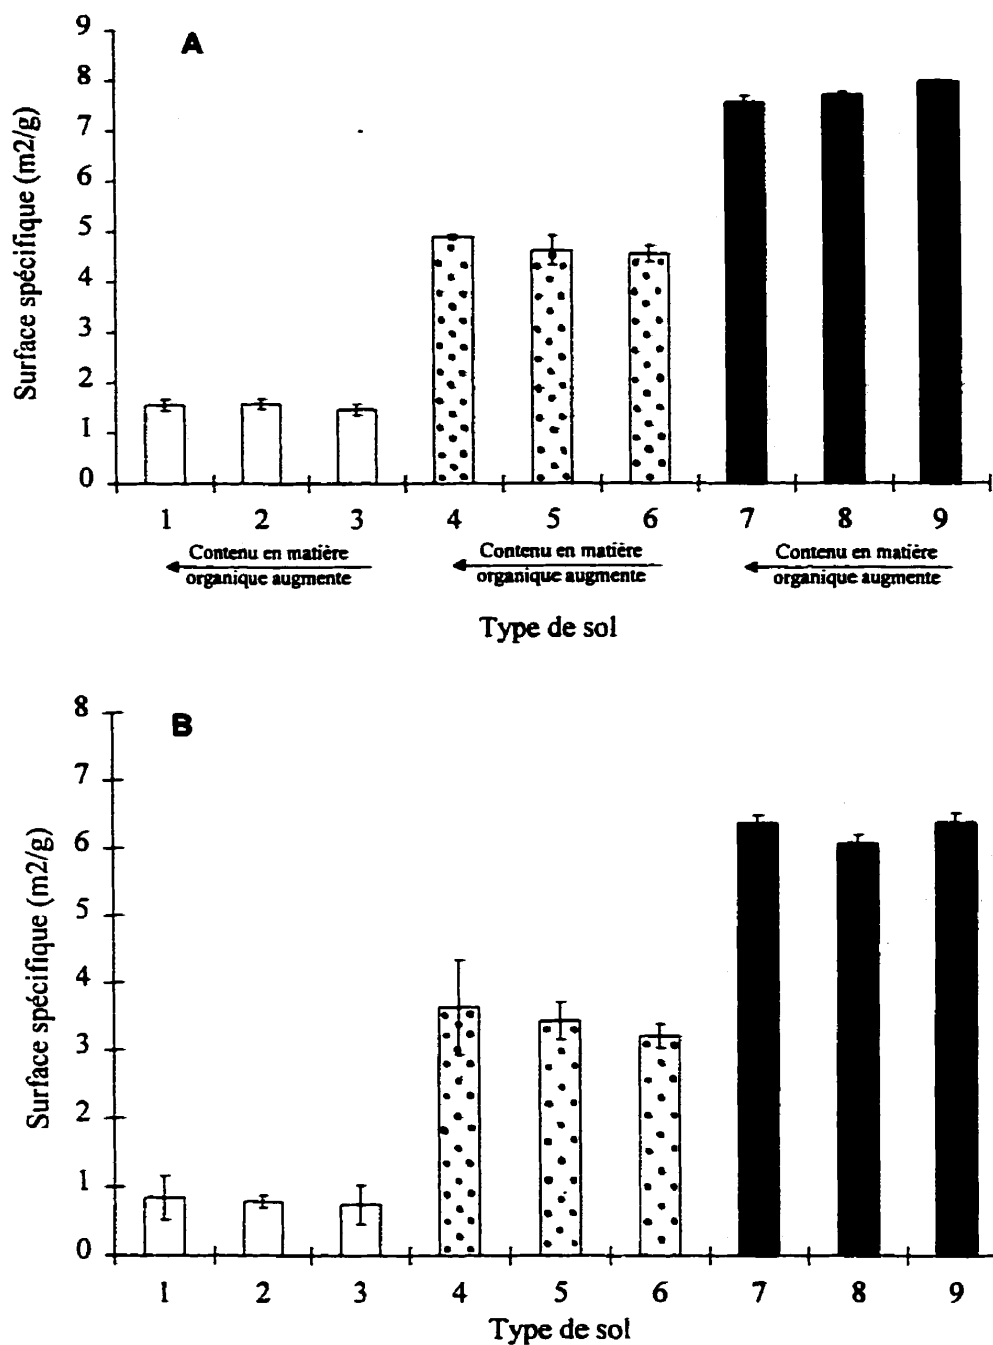 A
Surface spécifique (m2/g)
9
8
7
6
5
4
3
2
1
0
1 2 3 4 5 6 7 8 9
Contenu en matière
organique augmente
Contenu en matière
organique augmente
Contenu en matière
organique augmente
Type de sol
B
Surface spécifique (m2/g)
8
7
6
5
4
3
2
1
0
1 2 3 4 5 6 7 8 9
Type de sol